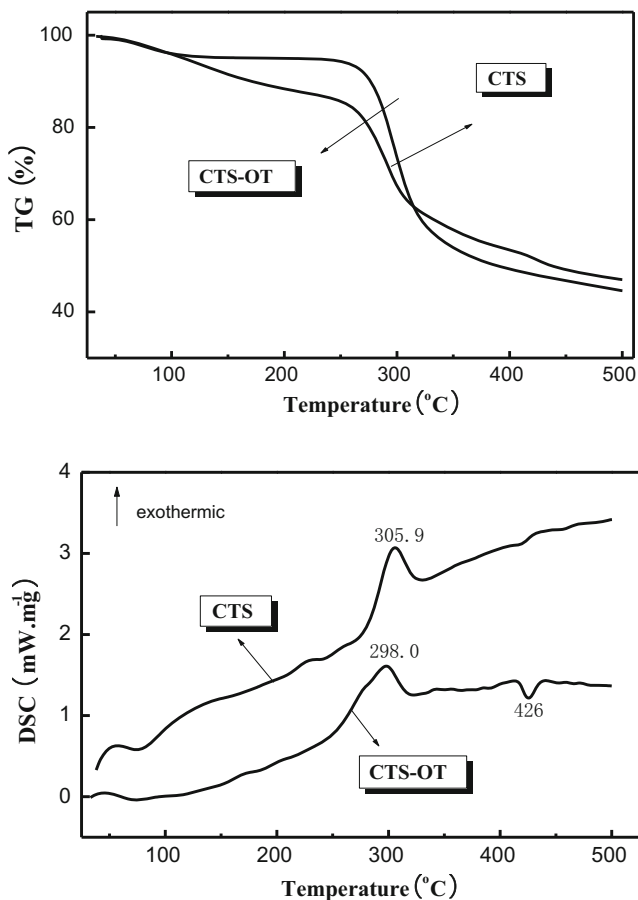 100
80
60
40
TG (%)
CTS
CTS-OT
100
200
300
400
500
Temperature (°C)
4
3
2
1
0
DSC ( mW.mg-1)
exothermic
305.9
CTS
298.0
426
CTS-OT
100
200
300
400
500
Temperature (°C)